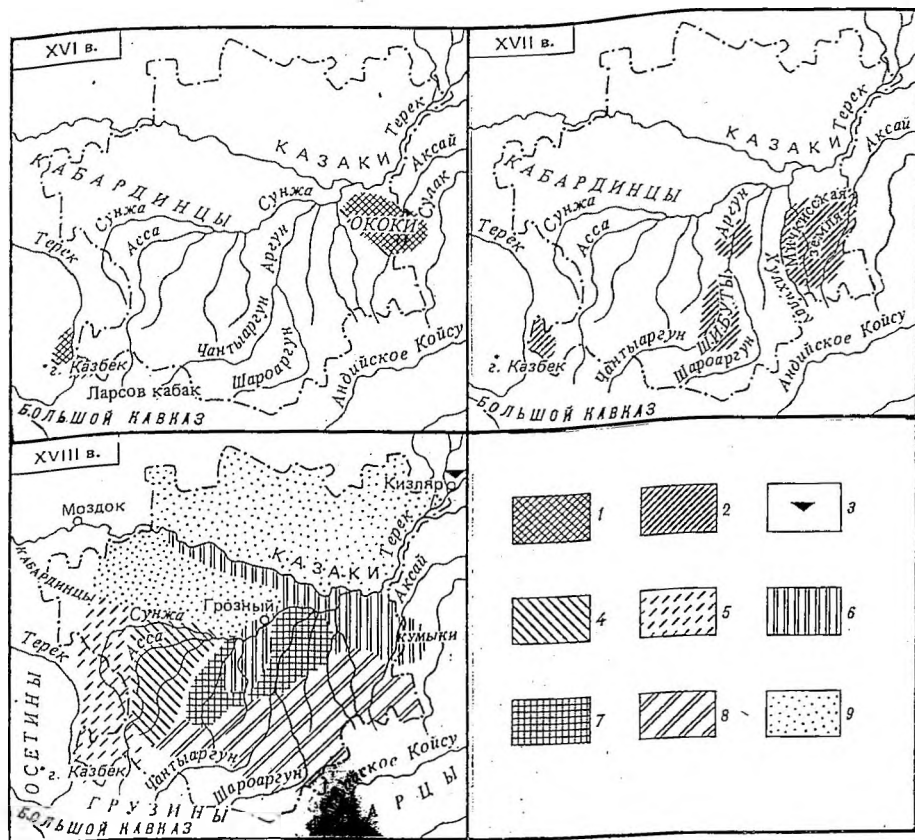 XVI в.
КАЗАКИ
Терек
Аксай
Сулак
КАБАРДИНЦЫ
Сунжа
Сунжа
ОКОКИ
Терек
Асса
Аргун
Чантыаргун
Шароаргун
г. Казбек
Ларсов кабак
Андийское Койсу
БОЛЬШОЙ КАВКАЗ
XVII в.
КАЗАКИ
Терек
Аксай
Сулак
КАБАРДИНЦЫ
Сунжа
Аргун
Мичкизская
земля
Терек
Асса
Хулхулау
ШИБУТЫ
г. Казбек
Чантыаргун
Шароаргун
Андийское Койсу
БОЛЬШОЙ КАВКАЗ
XVIII в.
Кизляр
Моздок
КАЗАКИ
Терек
КАБАРДИНЦЫ
Грозный
Аксай
Сунжа
Асса
КУМЫКИ
Терек
ОСЕТИНЫ
г. Казбек
Чантыаргун
Шароаргун
Койсу
ГРУЗИНЫ
АРЦЫ
БОЛЬШОЙ КАВКАЗ
1 2 3
4 5 6
7 8 9